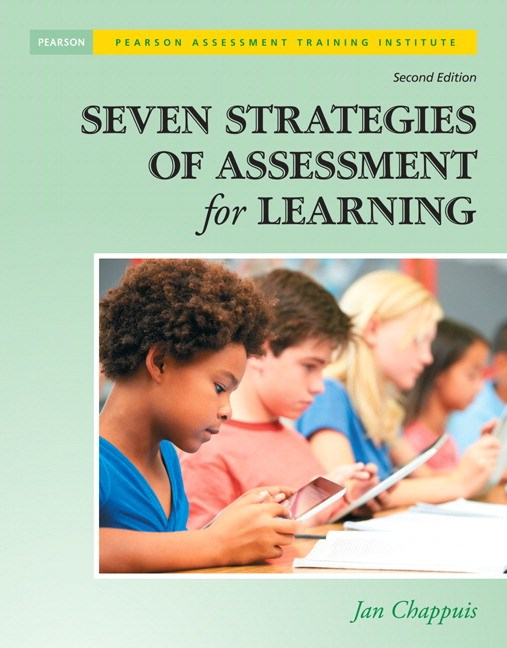 PEARSON
PEARSON ASSESSMENT TRAINING INSTITUTE
Second Edition
SEVEN STRATEGIES
OF ASSESSMENT
for LEARNING
Jan Chappuis